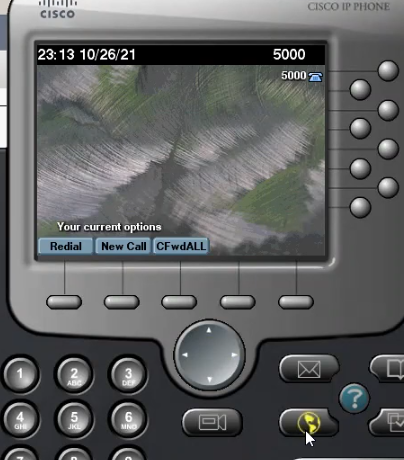 CISCO
CISCO IP PHONE
23:13 10/26/21 5000
5000
Your current options
Redial New Call CFwdALL
1 2 ABC 3 DEF
4 GHI 5 JKL 6 MNO
?